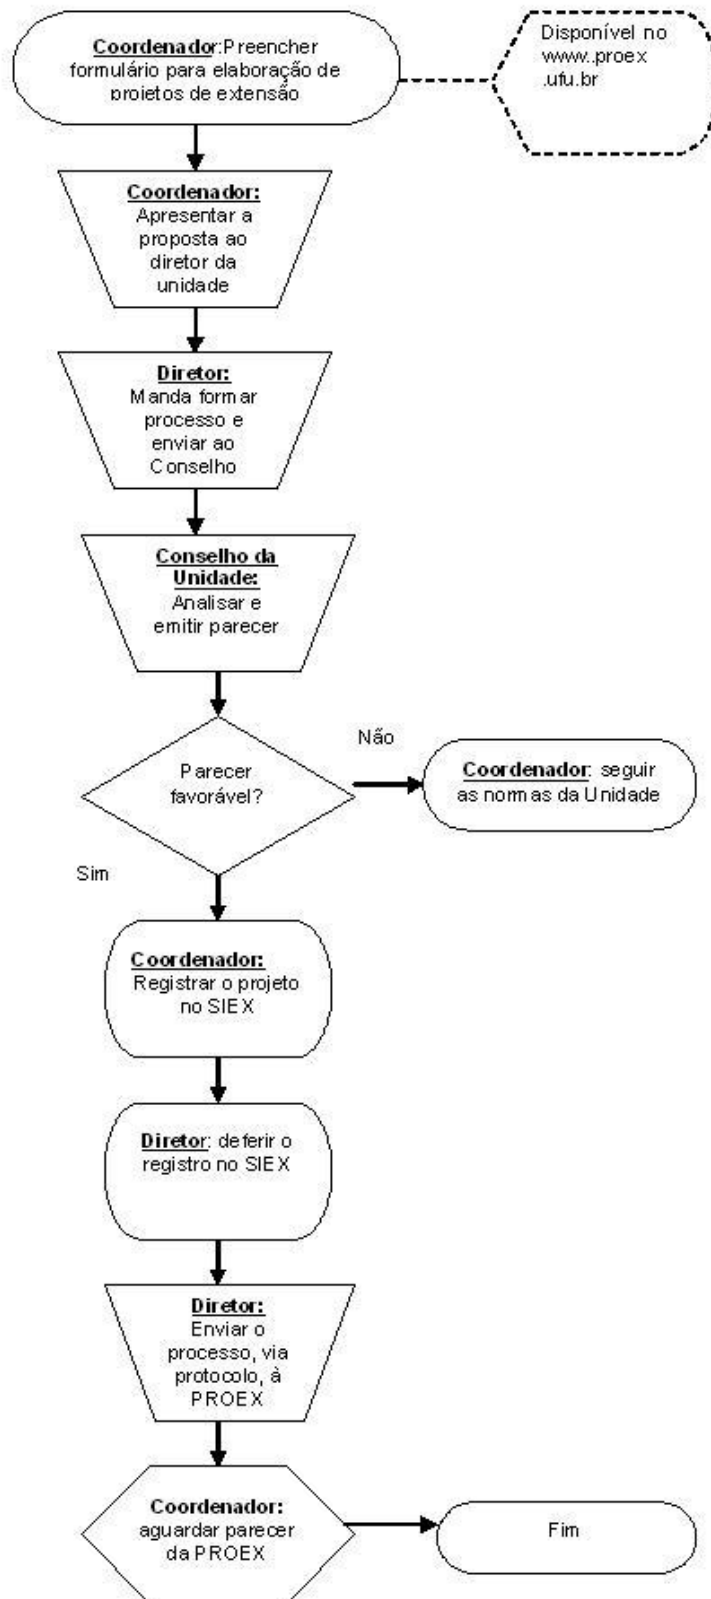 Coordenador:Preencher
formulário para elaboração de
projetos de extensão
Disponível no
www..proex
.ufu.br
Coordenador:
Apresentar a
proposta ao
diretor da
unidade
Diretor:
Manda formar
processo e
enviar ao
Conselho
Conselho da
Unidade:
Analisar e
emitir parecer
Parecer
favorável?
Não
Coordenador: seguir
as normas da Unidade
Sim
Coordenador:
Registrar o projeto
no SIEX
Diretor: deferir o
registro no SIEX
Diretor:
Enviar o
processo, via
protocolo, à
PROEX
Coordenador:
aguardar parecer
da PROEX
Fim